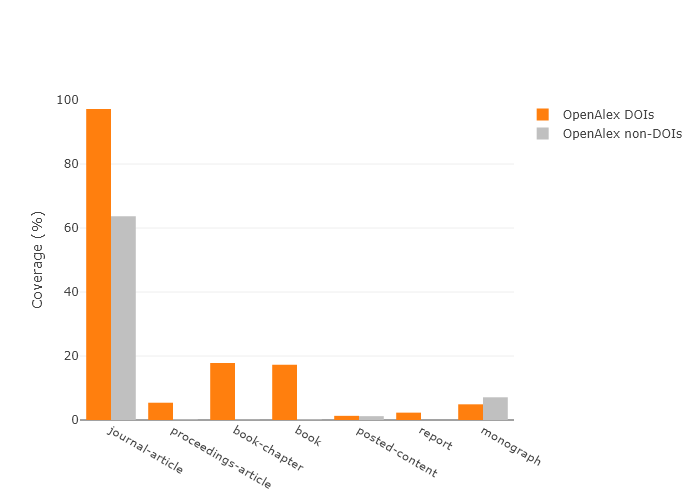 OpenAlex DOIs
OpenAlex non-DOIs
Coverage (%)
100
80
60
40
20
0
journal-article
proceedings-article
book-chapter
book
posted-content
report
monograph